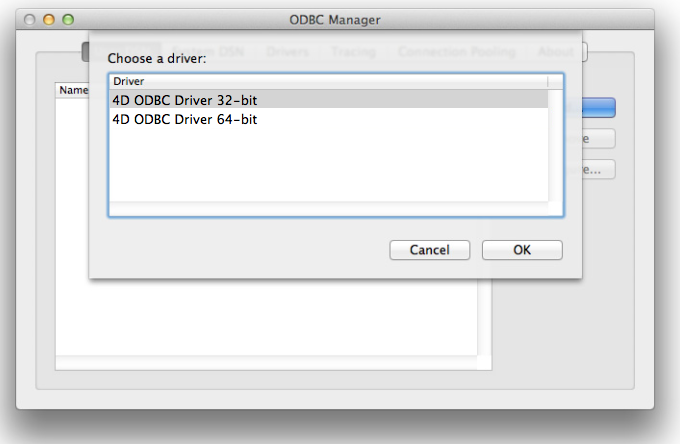 ODBC Manager
System DSN Drivers Tracing Connection Pooling About
Choose a driver:
Driver
Name
4D ODBC Driver 32-bit
4D ODBC Driver 64-bit
Cancel OK